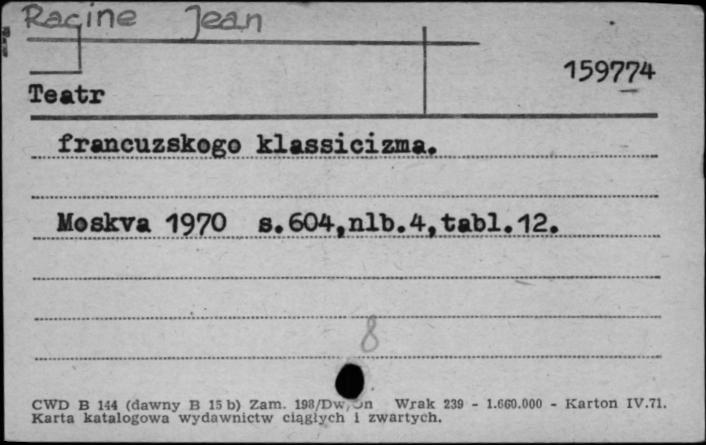 Racine Jean
159774
Teatr
francuzskogo klassicizma.
Moskva 1970 s.604,nlb.4,tabl.12.
8
CWD B 144 (dawny B 15 b) Zam. 198/Dw, Wrak 239 - 1.660.000 - Karton IV.71.
Karta katalogowa wydawnictw ciągłych i zwartych.